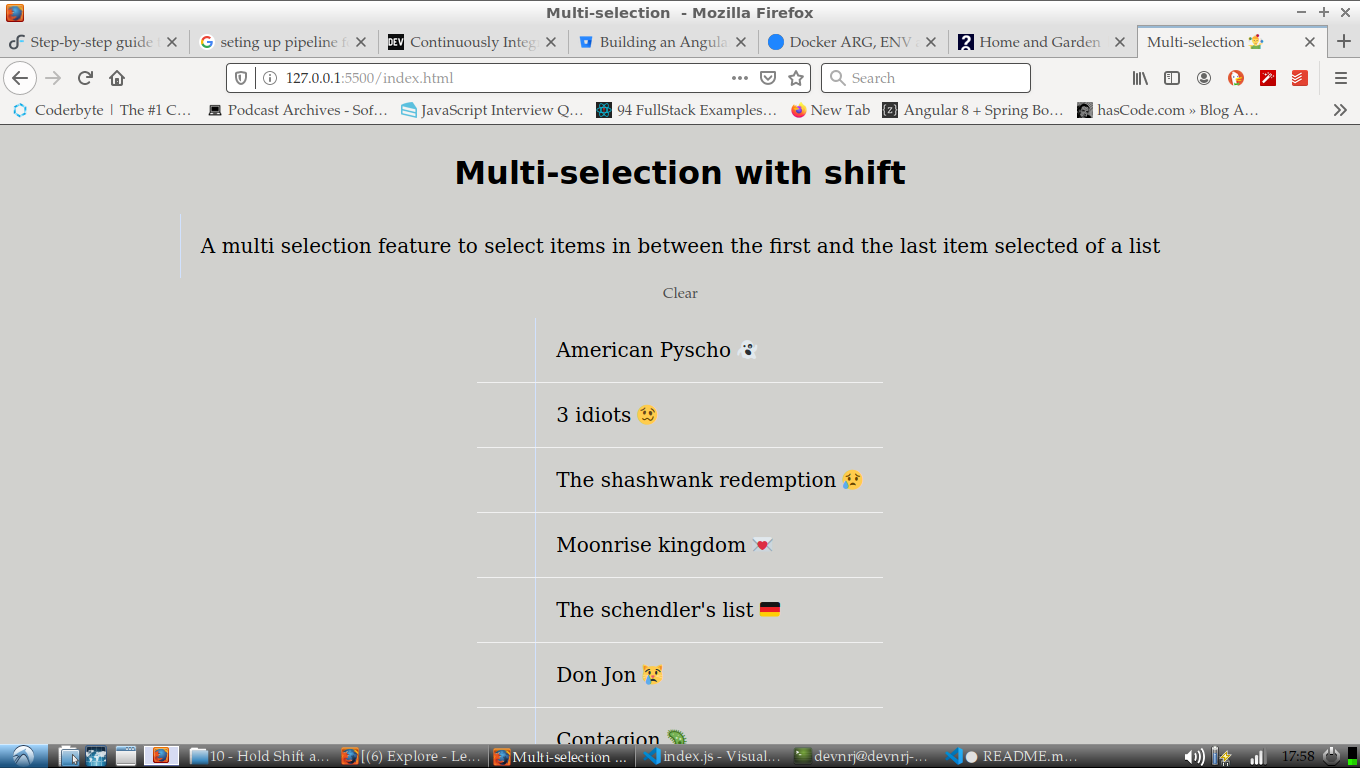 Multi-selection - Mozilla Firefox
Step-by-step guide
seting up pipeline f
DEV Continuously Integ
Building an Angula
Docker ARG, ENV
Home and Garden
Multi-selection
127.0.0.1:5500/index.html
Search
Coderbyte | The #1 C…
Podcast Archives - Sof…
JavaScript Interview Q…
94 FullStack Examples…
New Tab
{z} Angular 8 + Spring Bo…
hasCode.com » Blog A…
Multi-selection with shift
A multi selection feature to select items in between the first and the last item selected of a list
Clear
American Pyscho 👻
3 idiots 🥴
The shashwank redemption 😥
Moonrise kingdom 💌
The schendler's list 🇩🇪
Don Jon 😿
Contagion 🦠
10 - Hold Shift a...
[(6) Explore - Le...
Multi-selection ...
index.js - Visual...
devnrj@devnrj-...
● README.m...
17:58